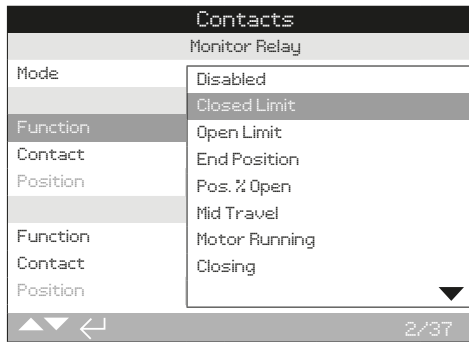 Contacts
Monitor Relay
Mode
Disabled
Closed Limit
Function
Open Limit
Contact
End Position
Position
Pos. % Open
Mid Travel
Function
Motor Running
Contact
Closing
Position
2/37